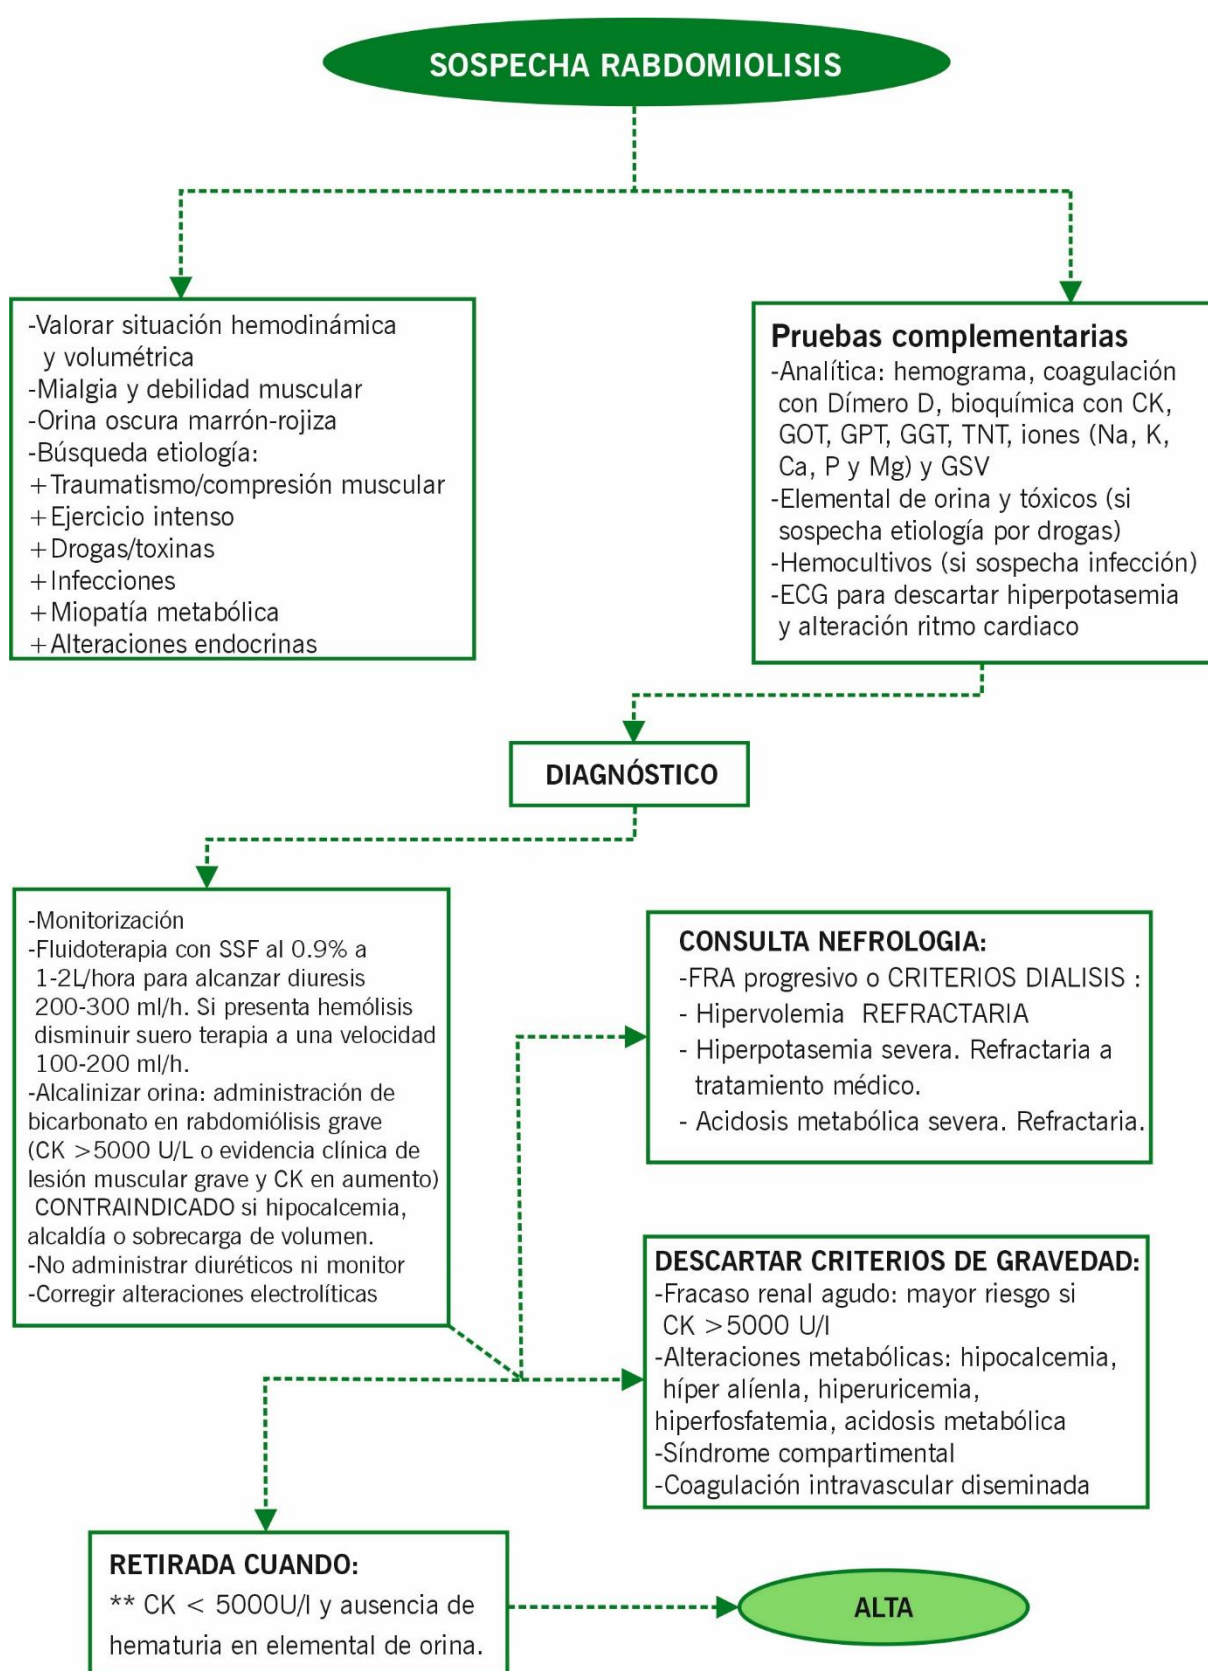 SOSPECHA RABDOMIOLISIS
-Valorar situación hemodinámica
y volumétrica
-Mialgia y debilidad muscular
-Orina oscura marrón-rojiza
-Búsqueda etiología:
+Traumatismo/compresión muscular
+Ejercicio intenso
+Drogas/toxinas
+Infecciones
+Miopatía metabólica
+Alteraciones endocrinas
Pruebas complementarias
-Analítica: hemograma, coagulación
con Dímero D, bioquímica con CK,
GOT, GPT, GGT, TNT, iones (Na, K,
Ca, P y Mg) y GSV
-Elemental de orina y tóxicos (si
sospecha etiología por drogas)
-Hemocultivos (si sospecha infección)
-ECG para descartar hiperpotasemia
y alteración ritmo cardiaco
DIAGNÓSTICO
-Monitorización
-Fluidoterapia con SSF al 0.9% a
1-2L/hora para alcanzar diuresis
200-300 ml/h. Si presenta hemólisis
disminuir suero terapia a una velocidad
100-200 ml/h.
-Alcalinizar orina: administración de
bicarbonato en rabdomiólisis grave
(CK >5000 U/L o evidencia clínica de
lesión muscular grave y CK en aumento)
CONTRAINDICADO si hipocalcemia,
alcaldía o sobrecarga de volumen.
-No administrar diuréticos ni monitor
-Corregir alteraciones electrolíticas
CONSULTA NEFROLOGIA:
-FRA progresivo o CRITERIOS DIALISIS :
- Hipervolemia REFRACTARIA
- Hiperpotasemia severa. Refractaria a
tratamiento médico.
- Acidosis metabólica severa. Refractaria.
DESCARTAR CRITERIOS DE GRAVEDAD:
-Fracaso renal agudo: mayor riesgo si
CK >5000 U/l
-Alteraciones metabólicas: hipocalcemia,
híper alíenla, hiperuricemia,
hiperfosfatemia, acidosis metabólica
-Síndrome compartimental
-Coagulación intravascular diseminada
RETIRADA CUANDO:
** CK < 5000U/l y ausencia de
hematuria en elemental de orina.
ALTA